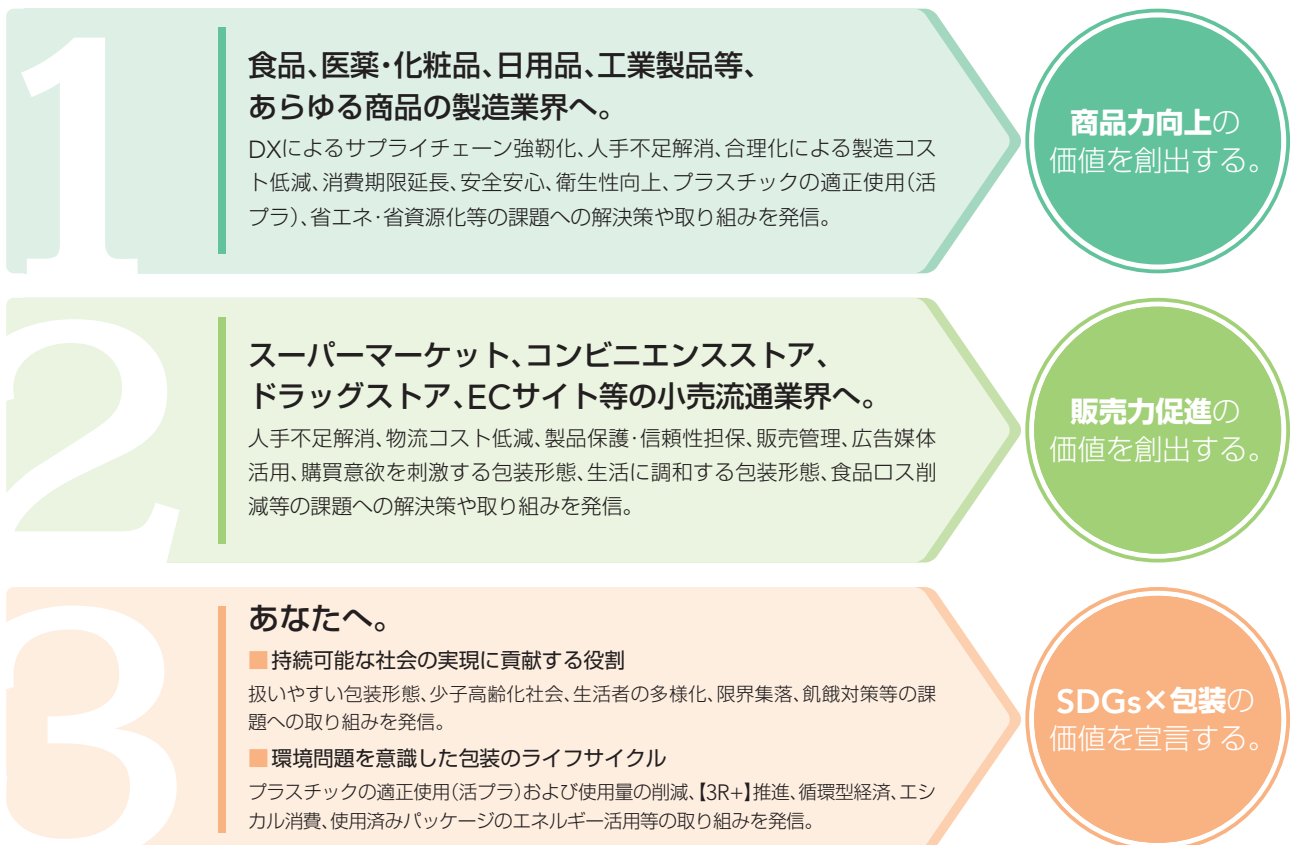 1
食品、医薬・化粧品、日用品、工業製品等、
あらゆる商品の製造業界へ。
DXによるサプライチェーン強靭化、人手不足解消、合理化による製造コス
ト低減、消費期限延長、安全安心、衛生性向上、プラスチックの適正使用(活
プラ)、省エネ・省資源化等の課題への解決策や取り組みを発信。
商品力向上の
価値を創出する。
2
スーパーマーケット、コンビニエンスストア、
ドラッグストア、ECサイト等の小売流通業界へ。
人手不足解消、物流コスト低減、製品保護・信頼性担保、販売管理、広告媒体
活用、購買意欲を刺激する包装形態、生活に調和する包装形態、食品ロス削
減等の課題への解決策や取り組みを発信。
販売力促進の
価値を創出する。
3
あなたへ。
■持続可能な社会の実現に貢献する役割
扱いやすい包装形態、少子高齢化社会、生活者の多様化、限界集落、飢餓対策等の課
題への取り組みを発信。
■環境問題を意識した包装のライフサイクル
プラスチックの適正使用(活プラ)および使用量の削減、【3R+】推進、循環型経済、エシ
カル消費、使用済みパッケージのエネルギー活用等の取り組みを発信。
SDGs×包装の
価値を宣言する。